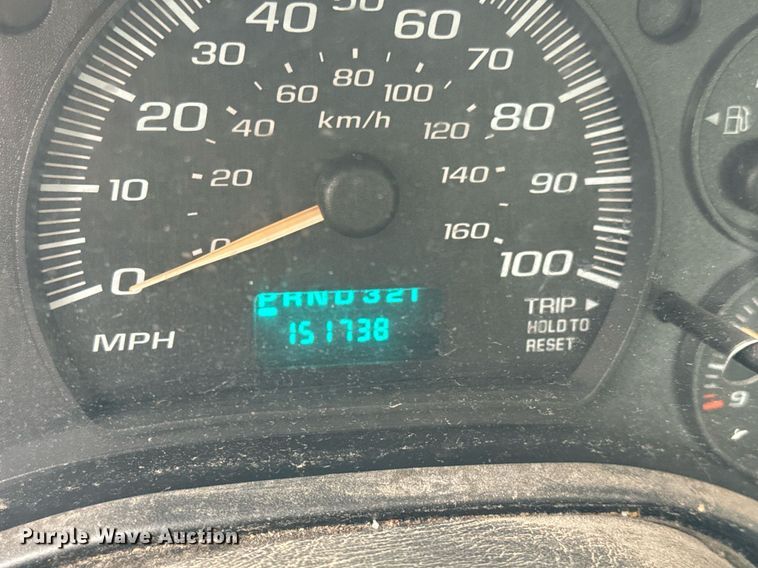 50
40 60
30 70
80
60 100
20 km/h 80
40 120
10 20 140 90
0 0 160 100
PRND321
151738
MPH
TRIP
HOLD TO
RESET
9
Purple Wave Auction